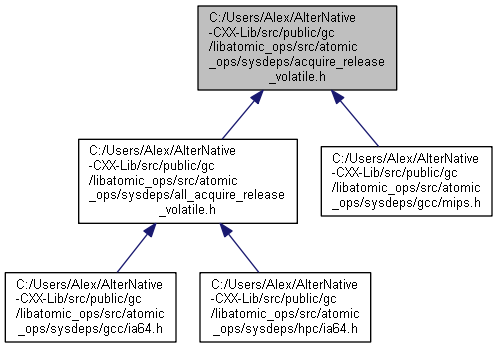 C:/Users/Alex/AlterNative
-CXX-Lib/src/public/gc
/libatomic_ops/src/atomic
_ops/sysdeps/acquire_release
_volatile.h
C:/Users/Alex/AlterNative
-CXX-Lib/src/public/gc
/libatomic_ops/src/atomic
_ops/sysdeps/all_acquire_release
_volatile.h
C:/Users/Alex/AlterNative
-CXX-Lib/src/public/gc
/libatomic_ops/src/atomic
_ops/sysdeps/gcc/mips.h
C:/Users/Alex/AlterNative
-CXX-Lib/src/public/gc
/libatomic_ops/src/atomic
_ops/sysdeps/gcc/ia64.h
C:/Users/Alex/AlterNative
-CXX-Lib/src/public/gc
/libatomic_ops/src/atomic
_ops/sysdeps/hpc/ia64.h